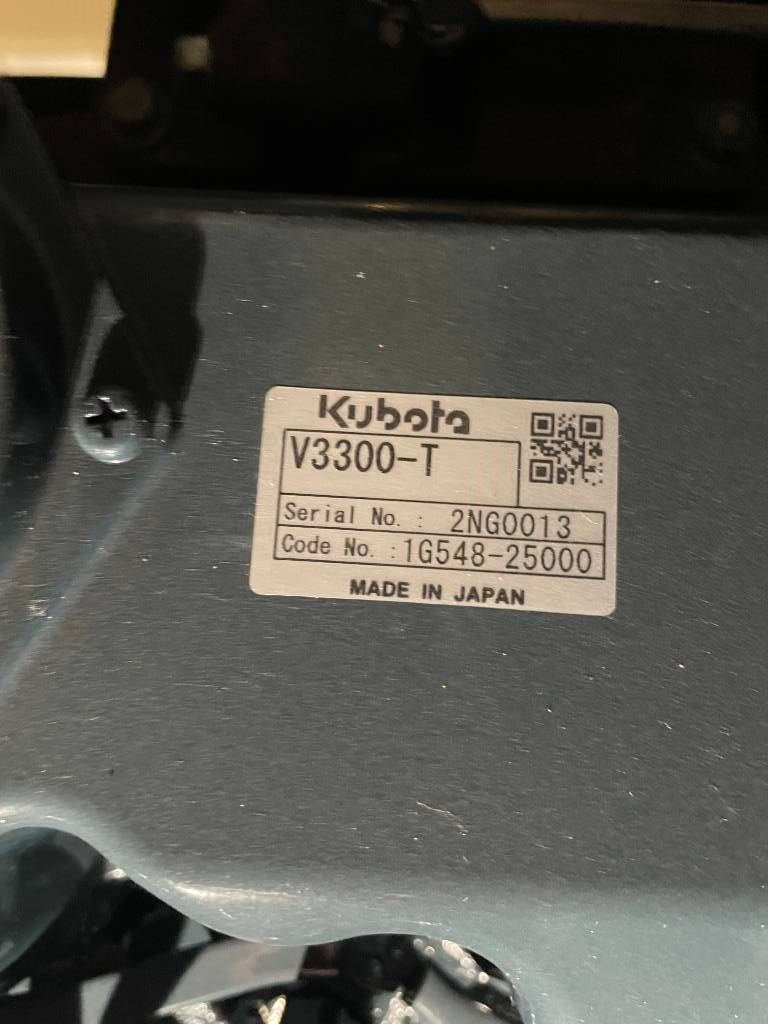 Kubota
V3300-T
Serial No. : 2NG0013
Code No. :1G548-25000
MADE IN JAPAN